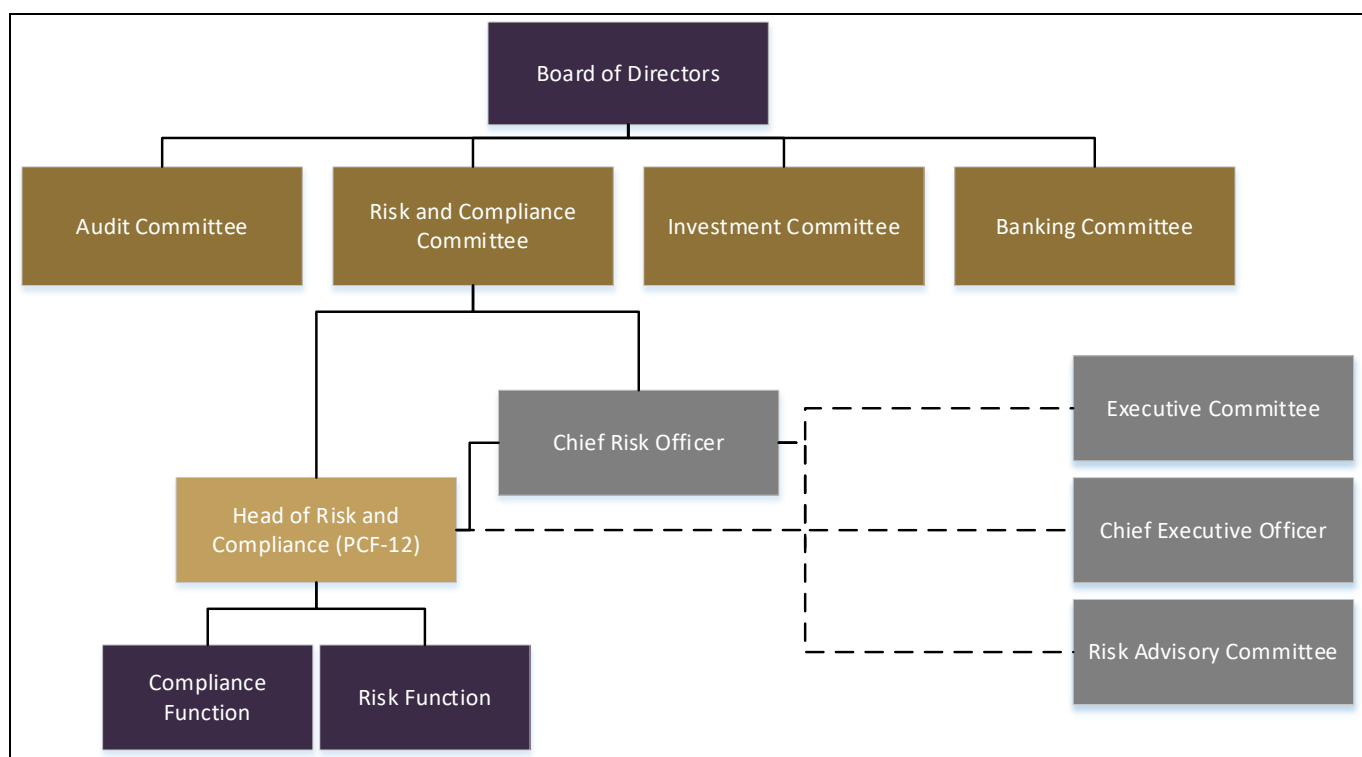 Board of Directors
Audit Committee
Risk and Compliance
Committee
Investment Committee
Banking Committee
Chief Risk Officer
Executive Committee
Head of Risk and
Compliance (PCF-12)
Chief Executive Officer
Compliance
Function
Risk Function
Risk Advisory Committee